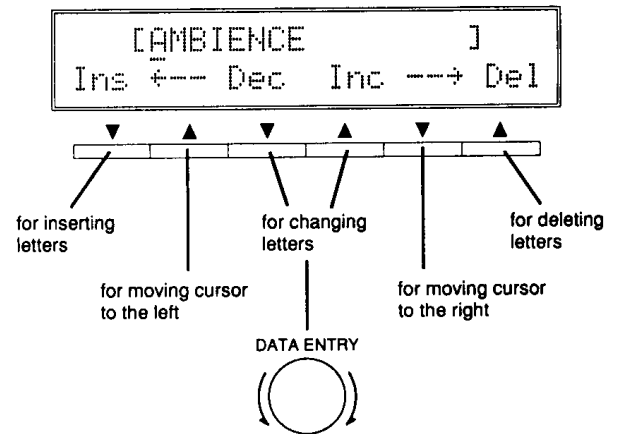 [AMBIENCE ]
Ins ←-- Dec Inc --→ Del
for inserting
letters
for changing
letters
for deleting
letters
for moving cursor
to the left
for moving cursor
to the right
DATA ENTRY